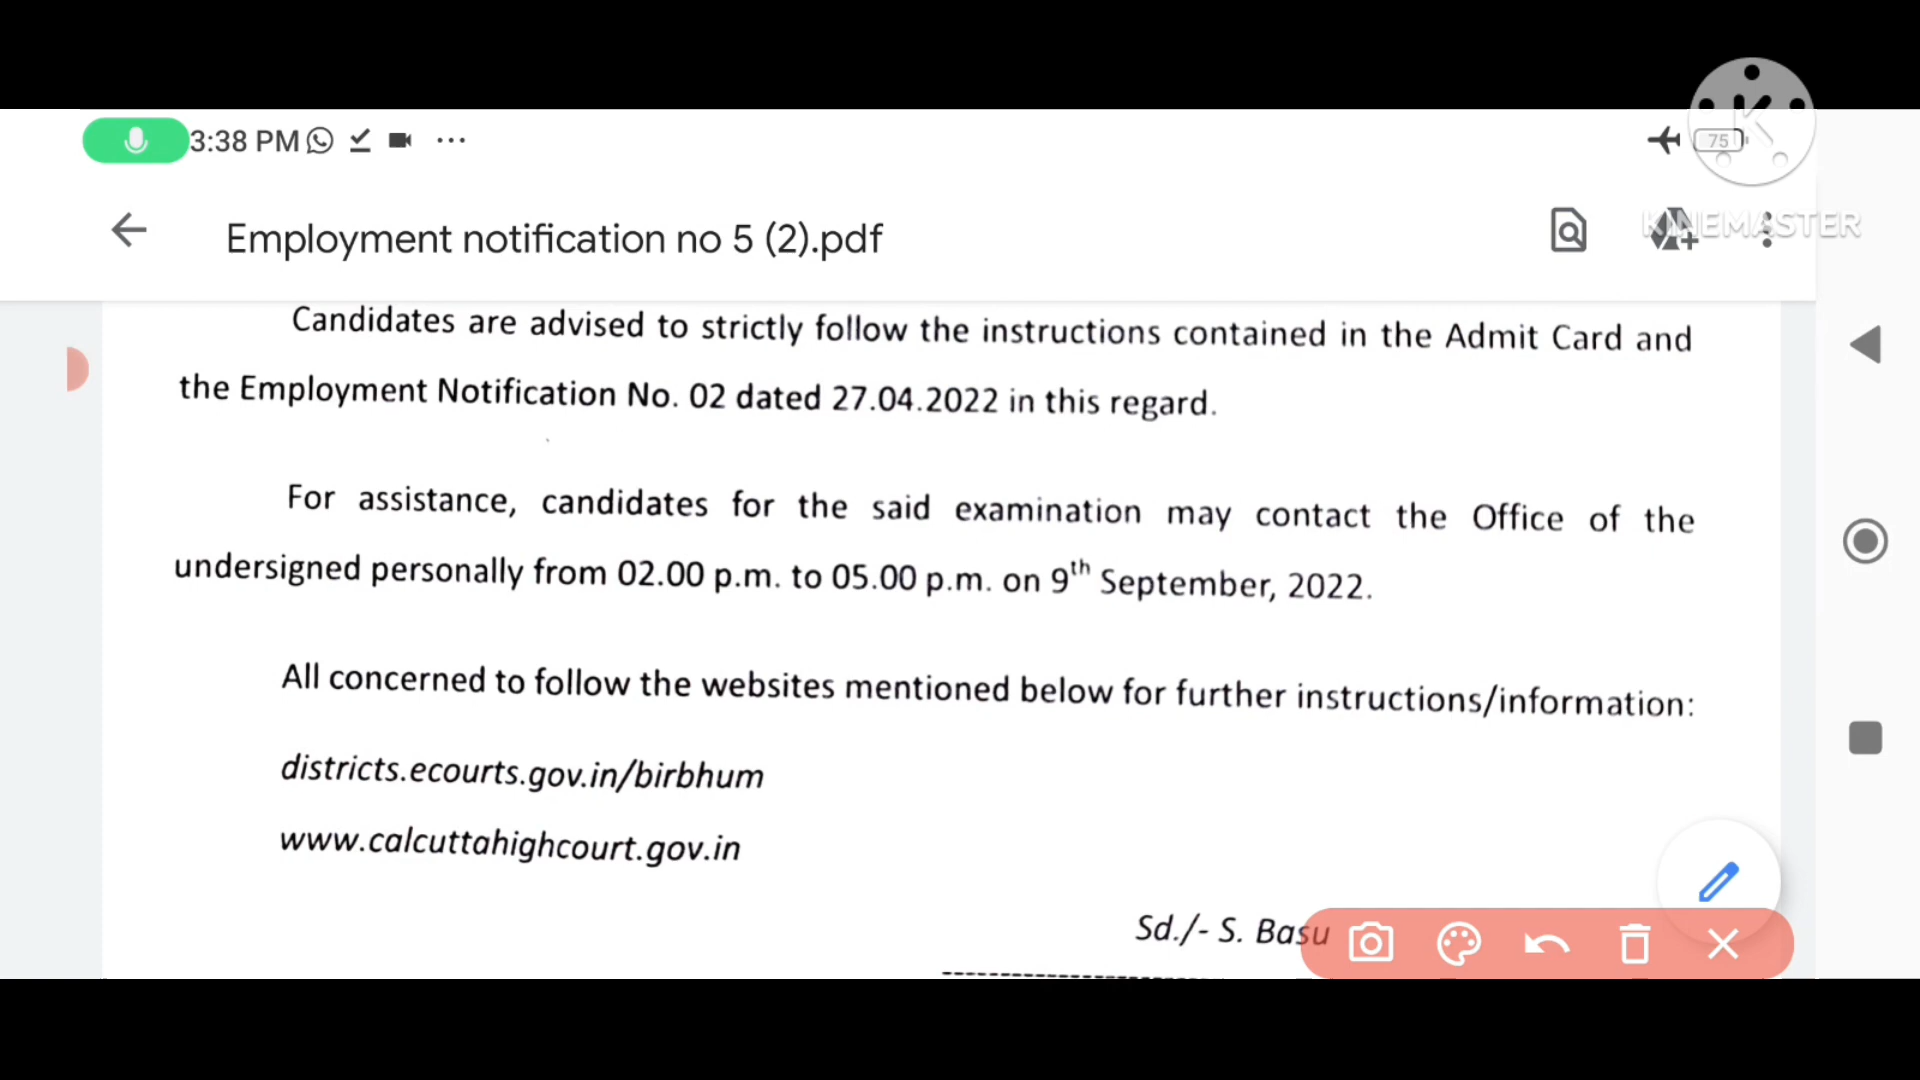 3:38 PM
75
KINEMASTER
Employment notification no 5 (2).pdf
Candidates are advised to strictly follow the instructions contained in the Admit Card and
the Employment Notification No. 02 dated 27.04.2022 in this regard.
For assistance, candidates for the said examination may contact the Office of the
undersigned personally from 02.00 p.m. to 05.00 p.m. on 9th September, 2022.
All concerned to follow the websites mentioned below for further instructions/information:
districts.ecourts.gov.in/birbhum
www.calcuttahighcourt.gov.in
Sd./- S. Basu